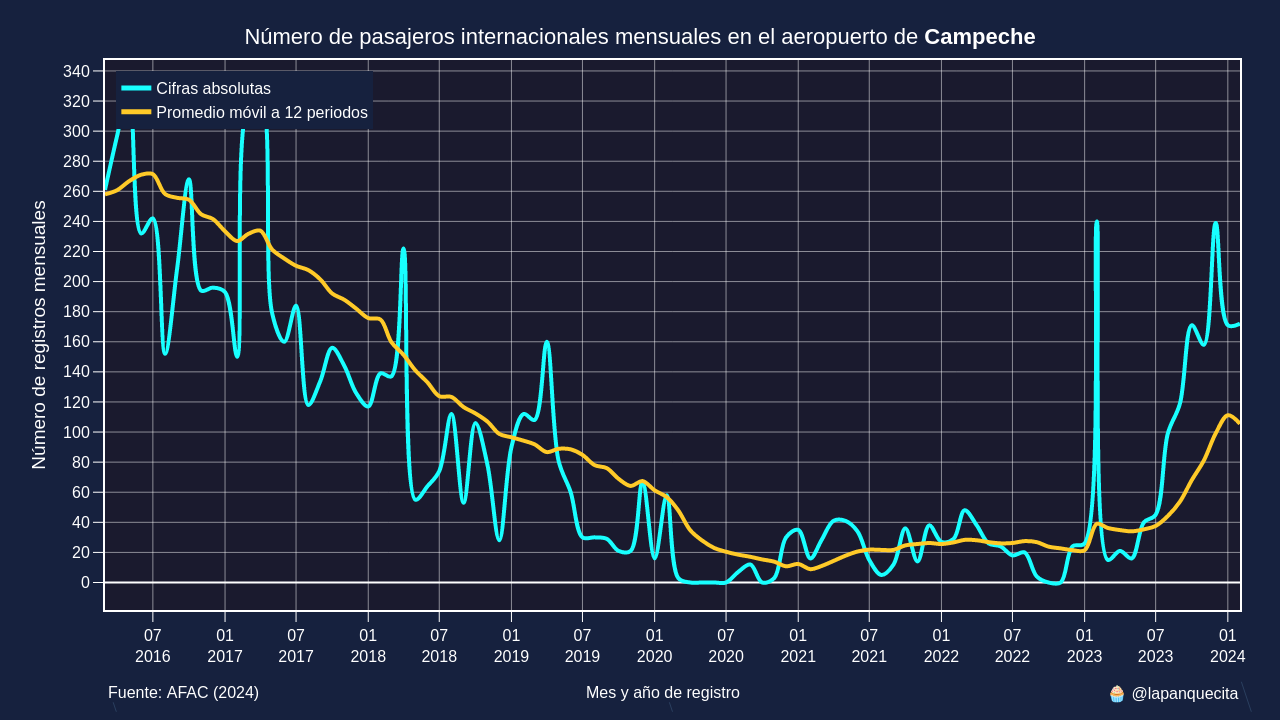 Número de pasajeros internacionales mensuales en el aeropuerto de Campeche
Cifras absolutas
Promedio móvil a 12 periodos
Número de registros mensuales
340
320
300
280
260
240
220
200
180
160
140
120
100
80
60
40
20
0
07 01 07 01 07 01 07 01 07 01 07 01 07 01 07 01
2016 2017 2017 2018 2018 2019 2019 2020 2020 2021 2021 2022 2022 2023 2023 2024
Fuente: AFAC (2024)
Mes y año de registro
🧁 @lapanquecita